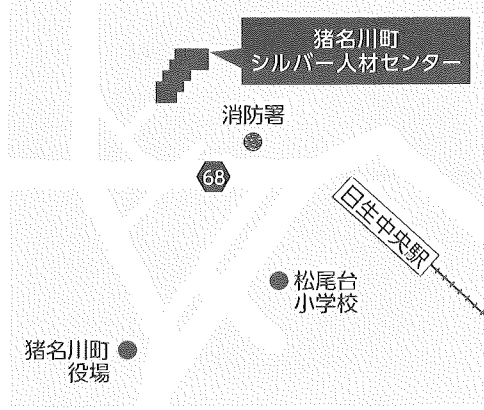 猪名川町
シルバー人材センター
消防署
68
日生中央駅
松尾台
小学校
猪名川町
役場